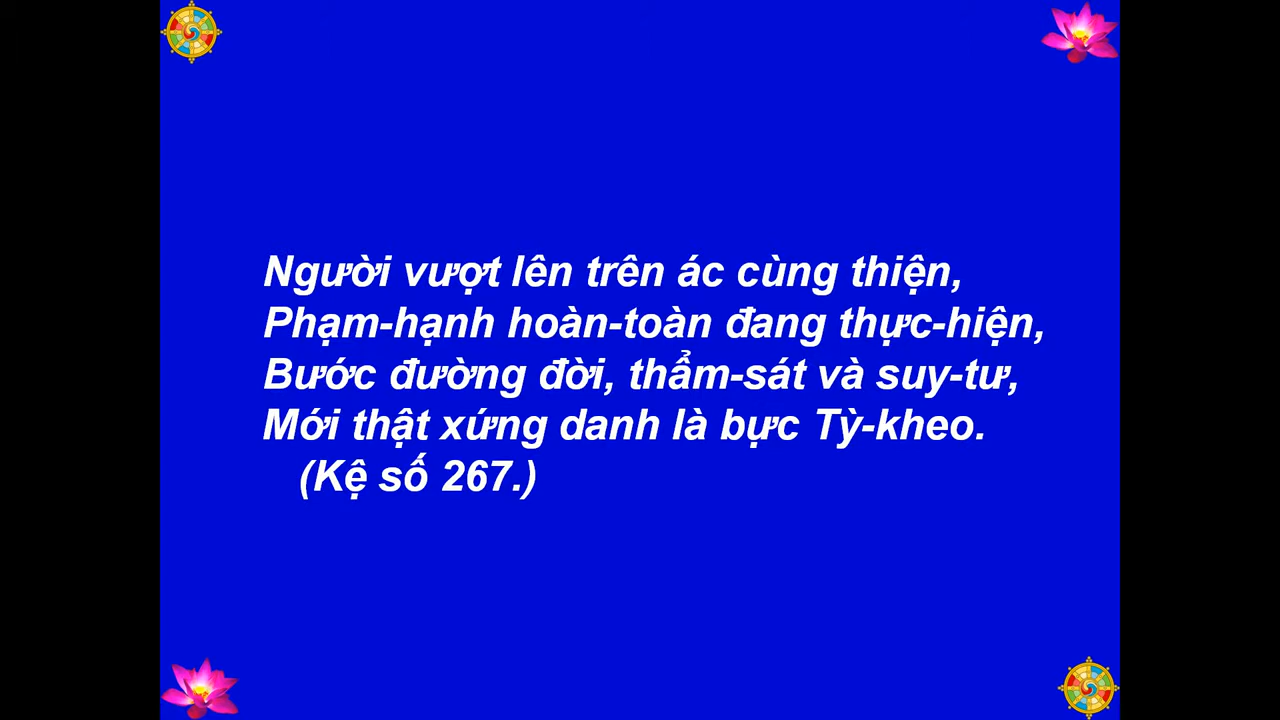 Người vượt lên trên ác cùng thiện,
Phạm-hạnh hoàn-toàn đang thực-hiện,
Bước đường đời, thẩm-sát và suy-tư,
Mới thật xứng danh là bực Tỳ-kheo.
(Kệ số 267.)